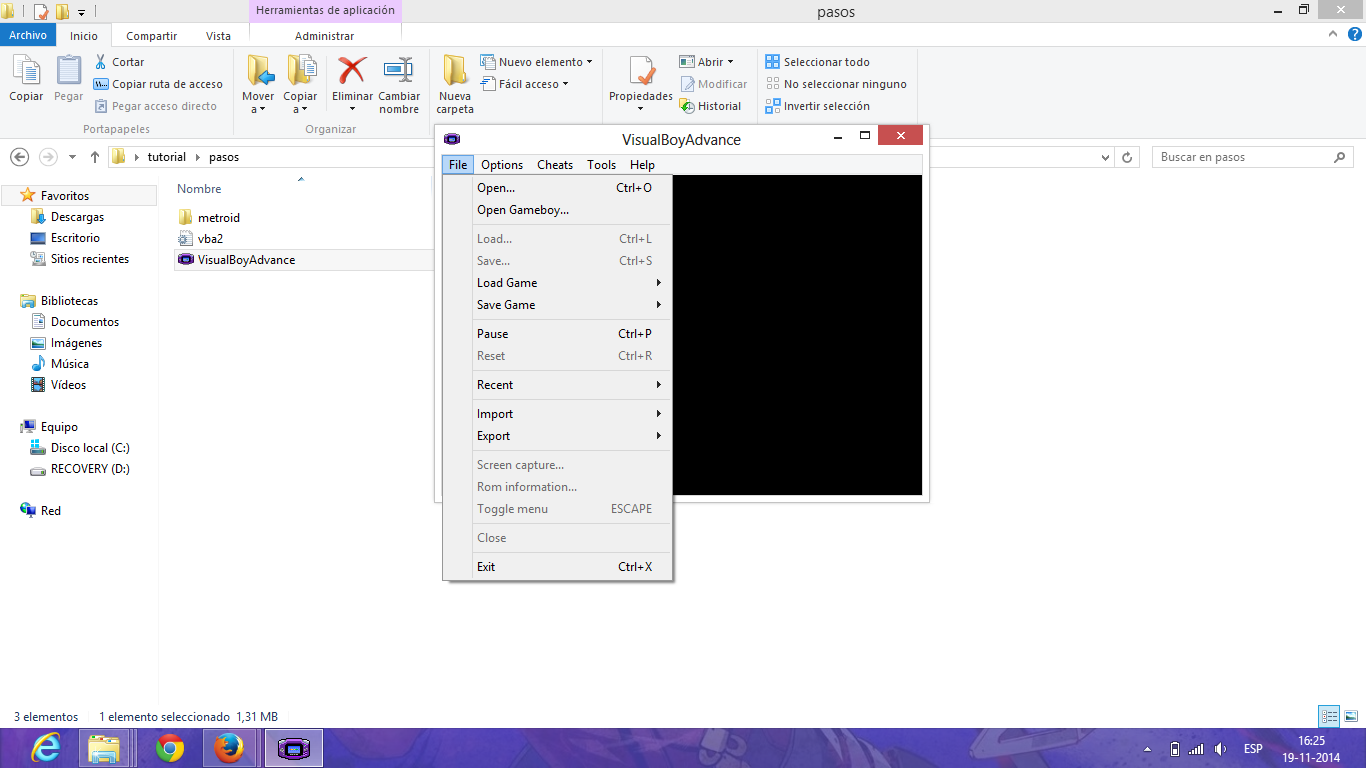 Herramientas de aplicación
pasos
Archivo
Inicio
Compartir
Vista
Administrar
Copiar
Pegar
Cortar
Copiar ruta de acceso
Pegar acceso directo
Portapapeles
Mover a
Copiar a
Eliminar
Cambiar nombre
Organizar
Nueva carpeta
Nuevo elemento
Fácil acceso
Propiedades
Abrir
Modificar
Historial
Seleccionar todo
No seleccionar ninguno
Invertir selección
tutorial
pasos
Buscar en pasos
Favoritos
Descargas
Escritorio
Sitios recientes
Bibliotecas
Documentos
Imágenes
Música
Vídeos
Equipo
Disco local (C:)
RECOVERY (D:)
Red
Nombre
metroid
vba2
VisualBoyAdvance
VisualBoyAdvance
File Options Cheats Tools Help
Open... Ctrl+O
Open Gameboy...
Load... Ctrl+L
Save... Ctrl+S
Load Game
Save Game
Pause Ctrl+P
Reset Ctrl+R
Recent
Import
Export
Screen capture...
Rom information...
Toggle menu ESCAPE
Close
Exit Ctrl+X
3 elementos 1 elemento seleccionado 1,31 MB
ESP
16:25
19-11-2014